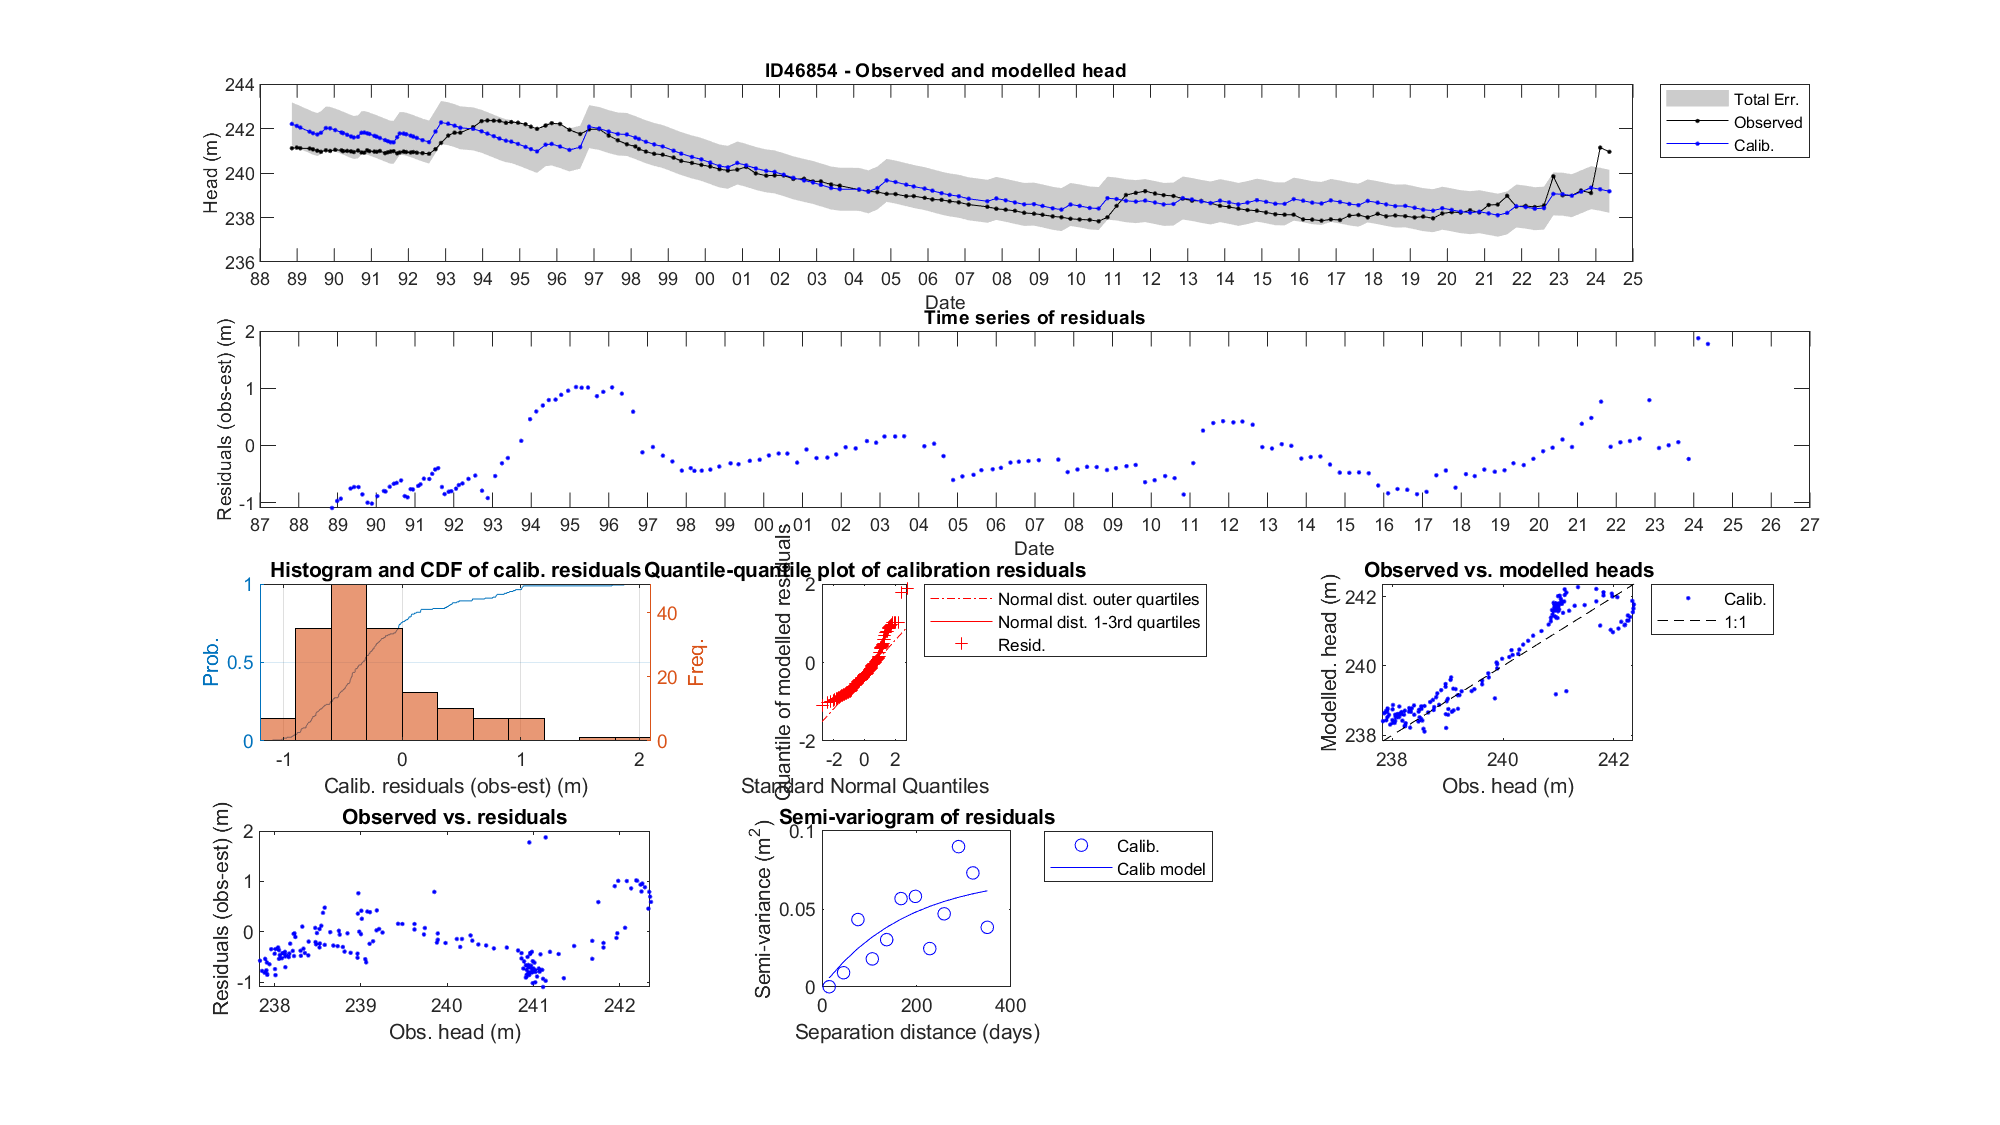 ID46854 - Observed and modelled head
Head (m)
244
242
240
238
236
88 89 90 91 92 93 94 95 96 97 98 99 00 01 02 03 04 05 06 07 08 09 10 11 12 13 14 15 16 17 18 19 20 21 22 23 24 25
Date
Total Err.
Observed
Calib.
Time series of residuals
Residuals (obs-est) (m)
2
1
0
-1
87 88 89 90 91 92 93 94 95 96 97 98 99 00 01 02 03 04 05 06 07 08 09 10 11 12 13 14 15 16 17 18 19 20 21 22 23 24 25 26 27
Date
Histogram and CDF of calib. residuals
Prob.
1
0.5
0
Freq.
40
20
0
-1 0 1 2
Calib. residuals (obs-est) (m)
Quantile-quantile plot of calibration residuals
Quantile of modelled residuals
2
0
-2
-2 0 2
Standard Normal Quantiles
Normal dist. outer quartiles
Normal dist. 1-3rd quartiles
Resid.
Observed vs. modelled heads
Modelled. head (m)
242
240
238
238 240 242
Obs. head (m)
Calib.
1:1
Observed vs. residuals
Residuals (obs-est) (m)
2
1
0
-1
238 239 240 241 242
Obs. head (m)
Semi-variogram of residuals
Semi-variance (m2)
0.1
0.05
0
0 200 400
Separation distance (days)
Calib.
Calib model